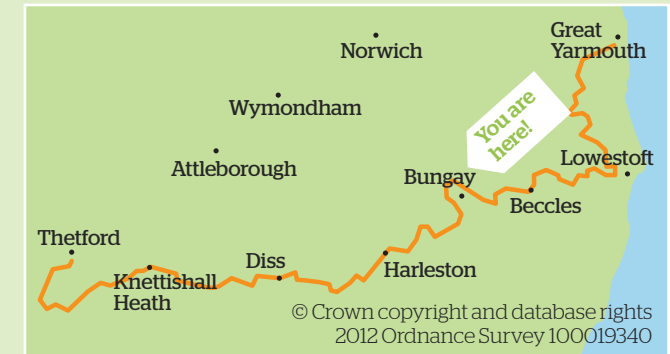 Great
Yarmouth
Norwich
Wymondham
You are
here!
Attleborough
Lowestoft
Bungay
Beccles
Thetford
Diss
Harleston
Knettishall
Heath
© Crown copyright and database rights
2012 Ordnance Survey 100019340